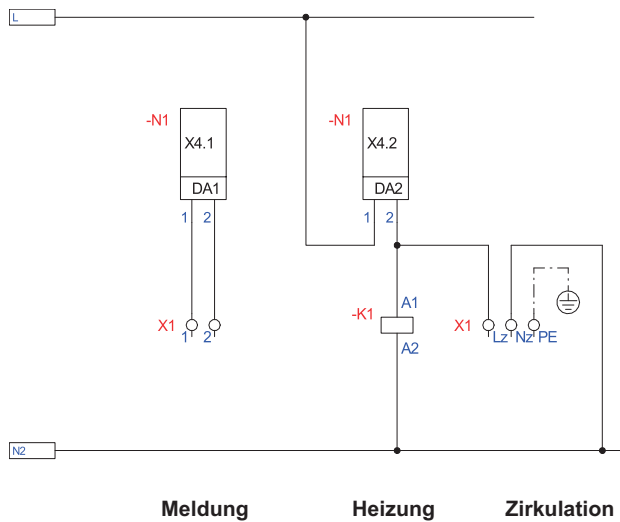 L
-N1
X4.1
DA1
1 2
-N1
X4.2
DA2
1 2
X1
1 2
-K1
A1
A2
X1
Lz Nz PE
N2
Meldung Heizung Zirkulation